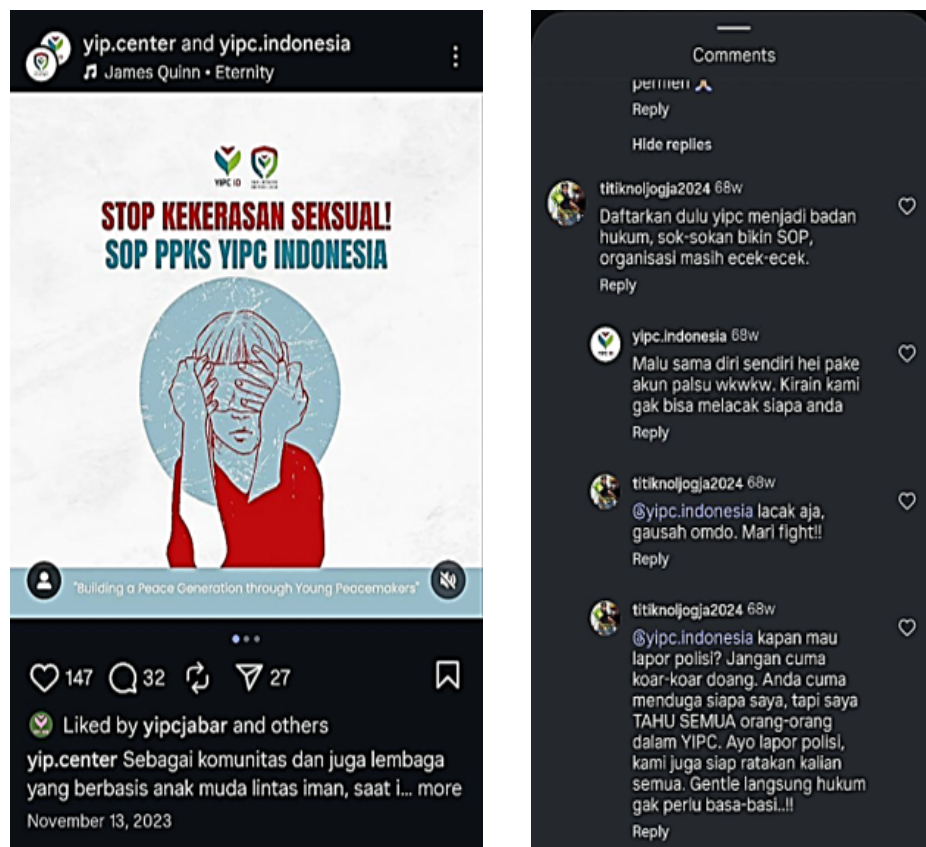 yip.center and yipc.indonesia
James Quinn • Eternity
YIPC iD
STOP KEKERASAN SEKSUAL!
SOP PPKS YIPC INDONESIA
"Building a Peace Generation through Young Peacemakers"
147 32 27
Liked by yipcjabar and others
yip.center Sebagai komunitas dan juga lembaga
yang berbasis anak muda lintas iman, saat i... more
November 13, 2023
Comments
permen 🙏
Reply
Hide replies
titiknoljogja2024 68w
Daftarkan dulu yipc menjadi badan
hukum, sok-sokan bikin SOP,
organisasi masih ecek-ecek.
Reply
yipc.indonesia 68w
Malu sama diri sendiri hei pake
akun palsu wkwkw. Kirain kami
gak bisa melacak siapa anda
Reply
titiknoljogja2024 68w
@yipc.indonesia lacak aja,
gausah omdo. Mari fight!!
Reply
titiknoljogja2024 68w
@yipc.indonesia kapan mau
lapor polisi? Jangan cuma
koar-koar doang. Anda cuma
menduga siapa saya, tapi saya
TAHU SEMUA orang-orang
dalam YIPC. Ayo lapor polisi,
kami juga siap ratakan kalian
semua. Gentle langsung hukum
gak perlu basa-basi..!!
Reply